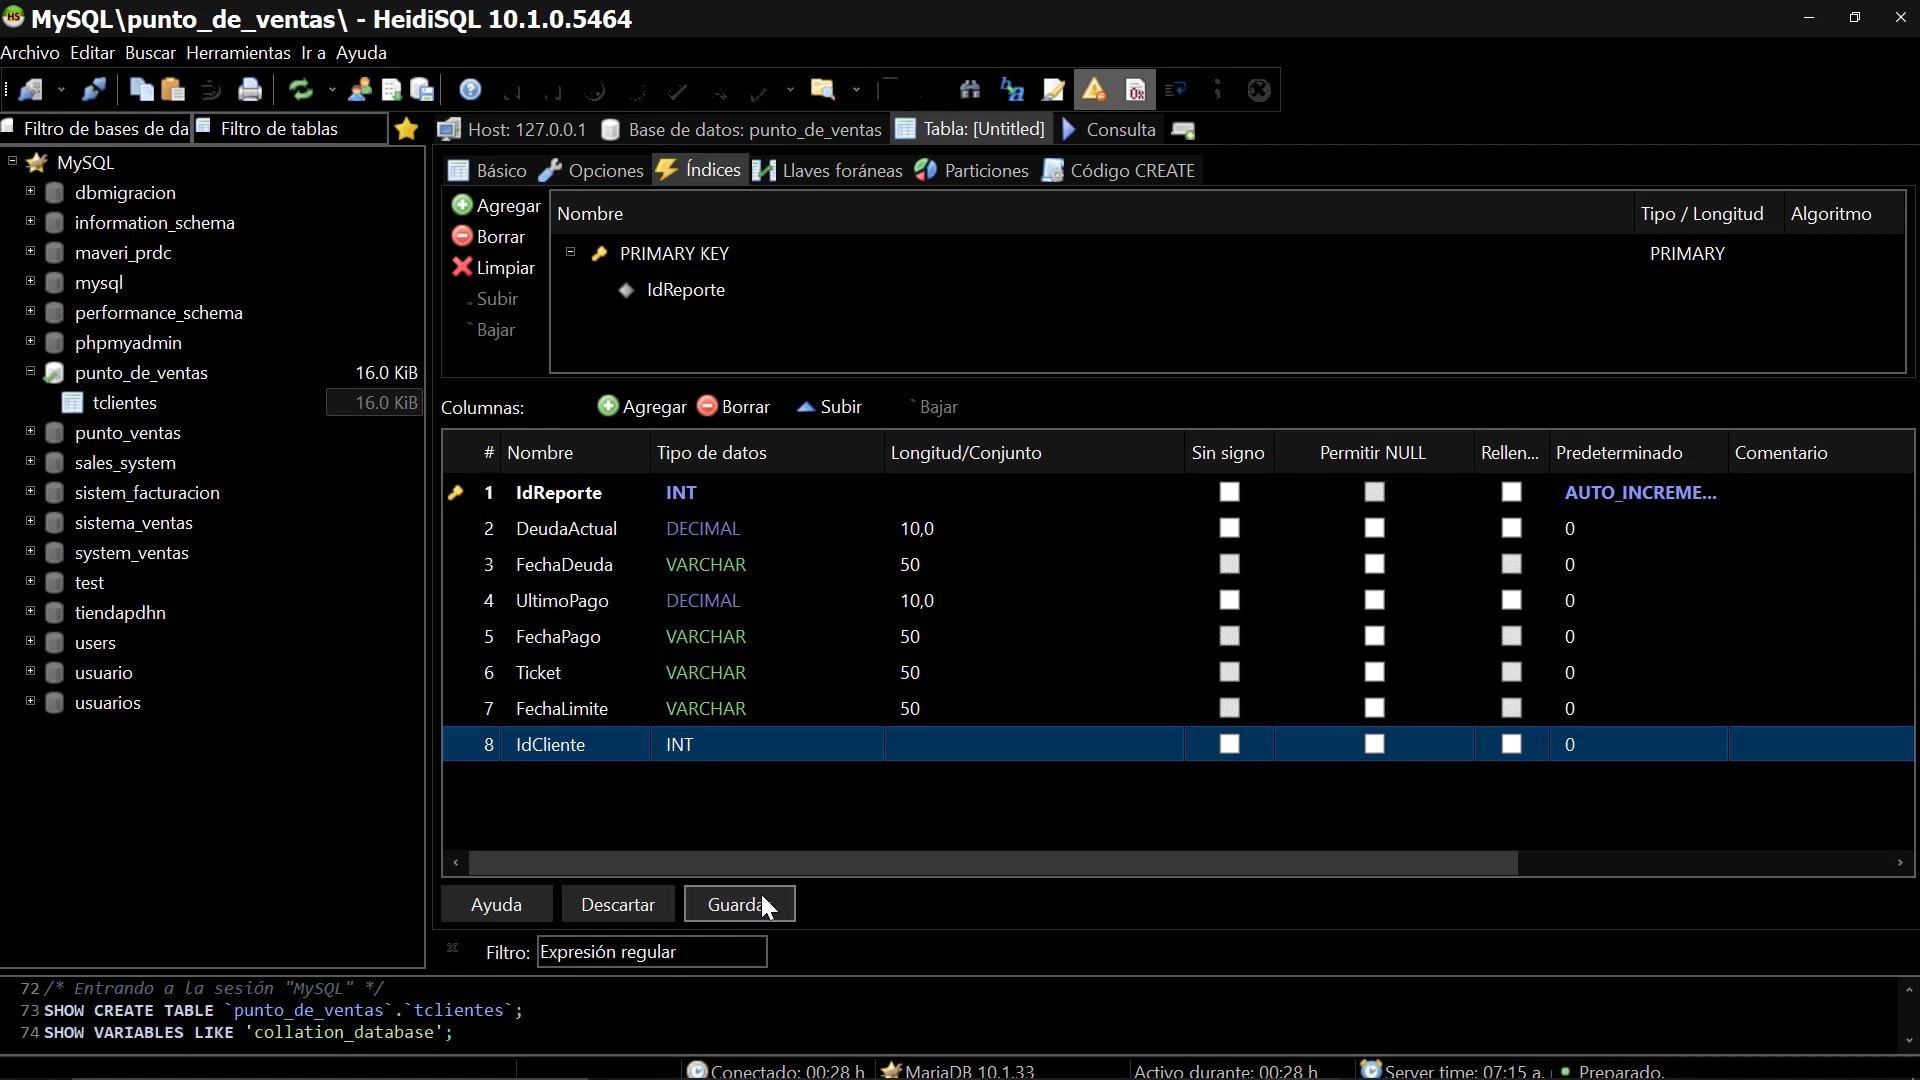 MySQL\punto_de_ventas\ - HeidiSQL 10.1.0.5464
Archivo Editar Buscar Herramientas Ir a Ayuda
Filtro de bases de da Filtro de tablas
Host: 127.0.0.1 Base de datos: punto_de_ventas Tabla: [Untitled] Consulta
MySQL
dbmigracion
information_schema
maveri_prdc
mysql
performance_schema
phpmyadmin
punto_de_ventas 16.0 KiB
tclientes 16.0 KiB
punto_ventas
sales_system
sistem_facturacion
sistema_ventas
system_ventas
test
tiendapdhn
users
usuario
usuarios
Básico Opciones Índices Llaves foráneas Particiones Código CREATE
Agregar
Borrar
Limpiar
Subir
Bajar
Nombre Tipo / Longitud Algoritmo
PRIMARY KEY PRIMARY
IdReporte
Columnas: Agregar Borrar Subir Bajar
# Nombre Tipo de datos Longitud/Conjunto Sin signo Permitir NULL Rellen... Predeterminado Comentario
1 IdReporte INT AUTO_INCREME...
2 DeudaActual DECIMAL 10,0 0
3 FechaDeuda VARCHAR 50 0
4 UltimoPago DECIMAL 10,0 0
5 FechaPago VARCHAR 50 0
6 Ticket VARCHAR 50 0
7 FechaLimite VARCHAR 50 0
8 IdCliente INT 0
Ayuda Descartar Guarda
Filtro: Expresión regular
72 /* Entrando a la sesión "MySQL" */
73 SHOW CREATE TABLE `punto_de_ventas`.`tclientes`;
74 SHOW VARIABLES LIKE 'collation_database';
Conectado: 00:28 h MariaDB 10.1.33 Activo durante: 00:28 h Server time: 07:15 a. Preparado.